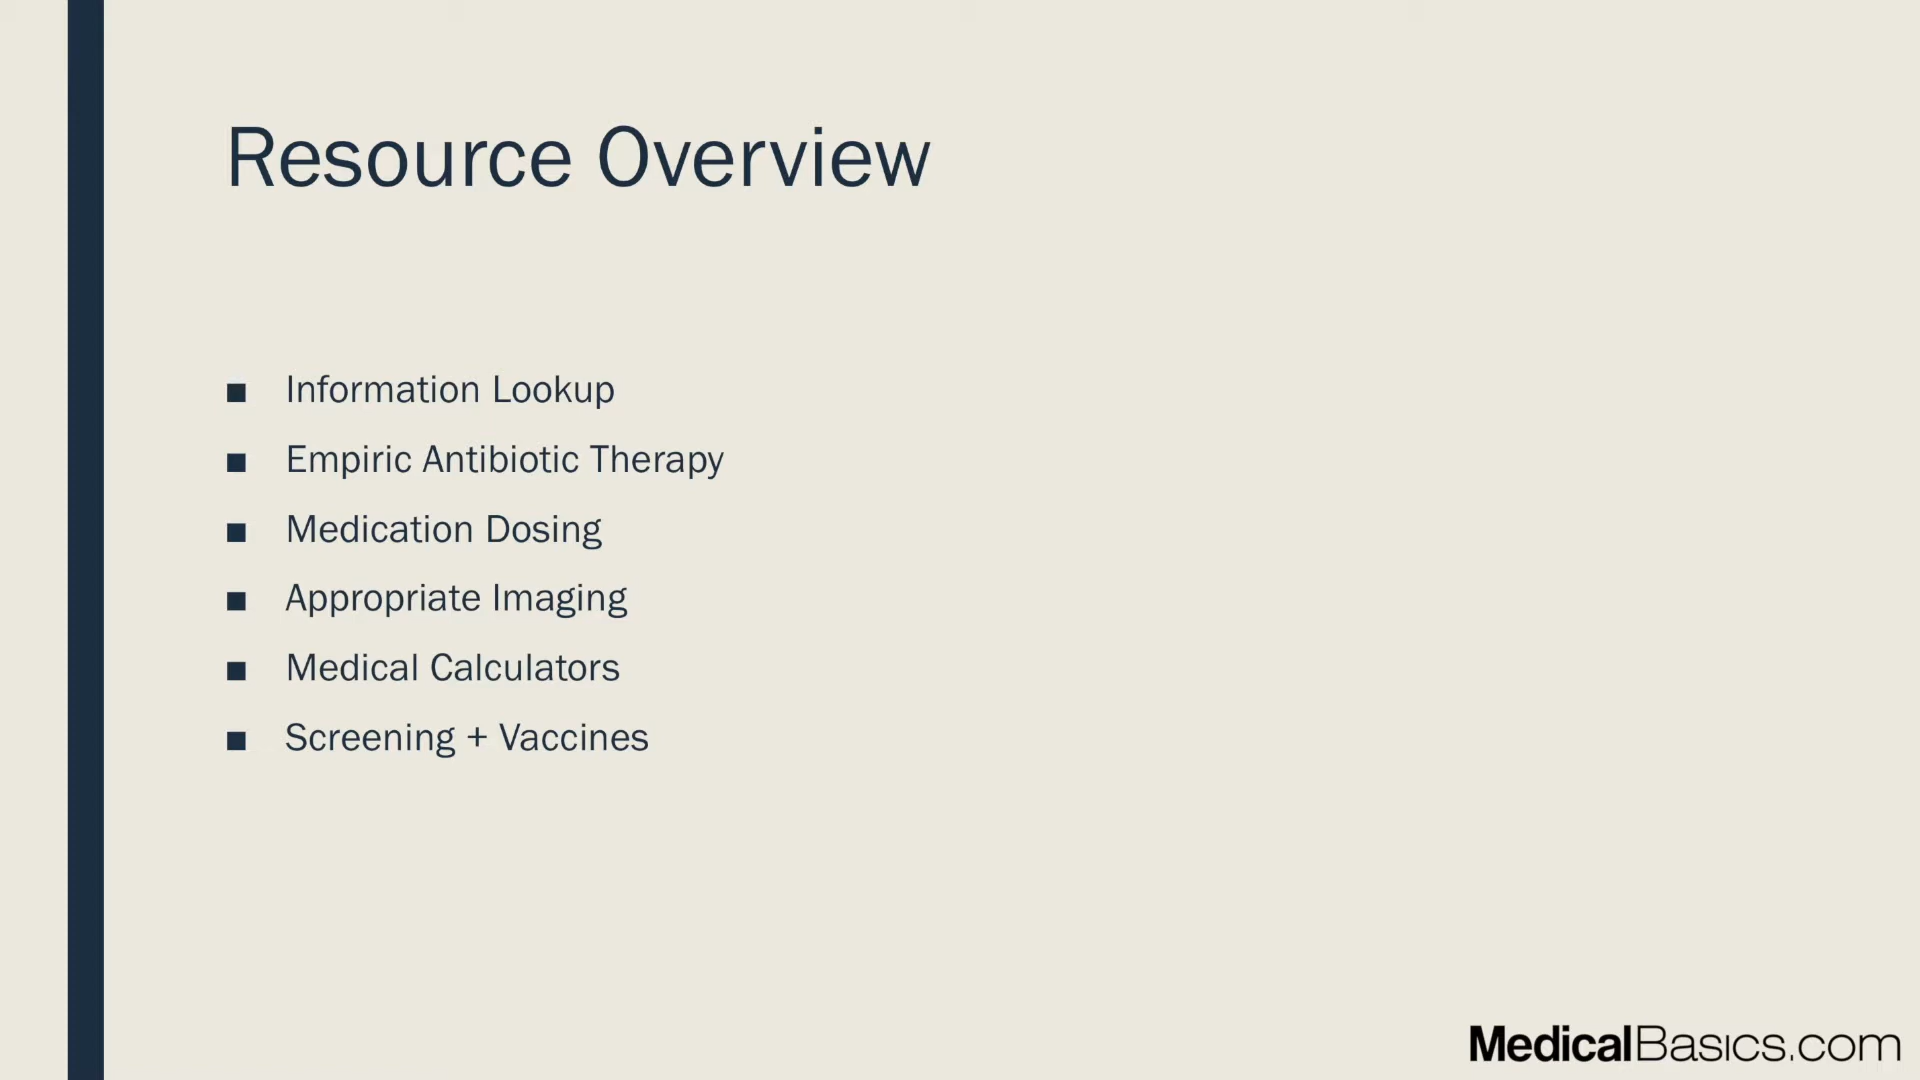 Resource Overview
■ Information Lookup
■ Empiric Antibiotic Therapy
■ Medication Dosing
■ Appropriate Imaging
■ Medical Calculators
■ Screening + Vaccines
MedicalBasics.com